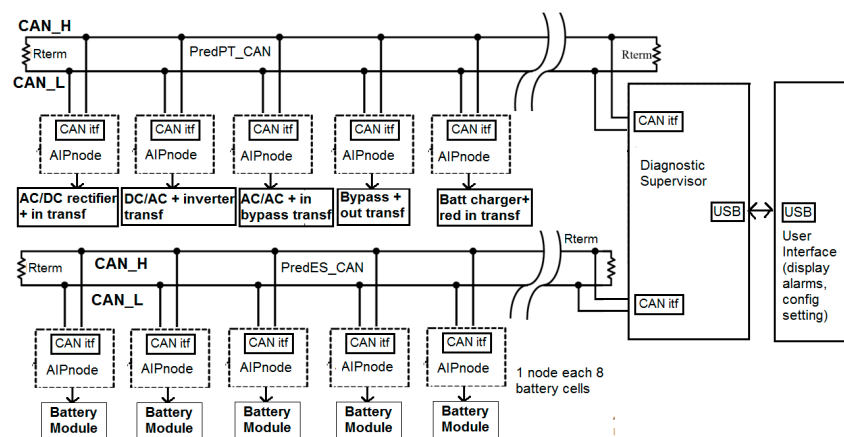 CAN_H
Rterm
PredPT_CAN
Rterm
CAN_L
CAN itf
AIPnode
CAN itf
AIPnode
CAN itf
AIPnode
CAN itf
AIPnode
CAN itf
AIPnode
AC/DC rectifier
+ in transf
DC/AC + inverter
transf
AC/AC + in
bypass transf
Bypass +
out transf
Batt charger+
red in transf
CAN itf
Diagnostic
Supervisor
USB
CAN itf
USB
User
Interface
(display
alarms,
config
setting)
Rterm
CAN_H
PredES_CAN
Rterm
CAN_L
CAN itf
AIPnode
CAN itf
AIPnode
CAN itf
AIPnode
CAN itf
AIPnode
CAN itf
AIPnode
1 node each 8
battery cells
Battery
Module
Battery
Module
Battery
Module
Battery
Module
Battery
Module